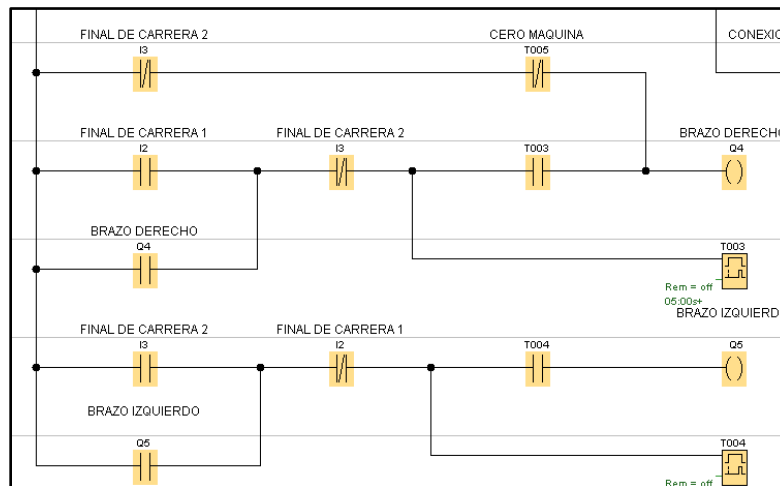 FINAL DE CARRERA 2 CERO MAQUINA CONEXIC
I3 T005
FINAL DE CARRERA 1 FINAL DE CARRERA 2 BRAZO DERECHO
I2 I3 T003 Q4
BRAZO DERECHO
Q4 T003
Rem = off
05:00s+
BRAZO IZQUIERD
FINAL DE CARRERA 2 FINAL DE CARRERA 1
I3 I2 T004 Q5
BRAZO IZQUIERDO
Q5 T004
Rem = off